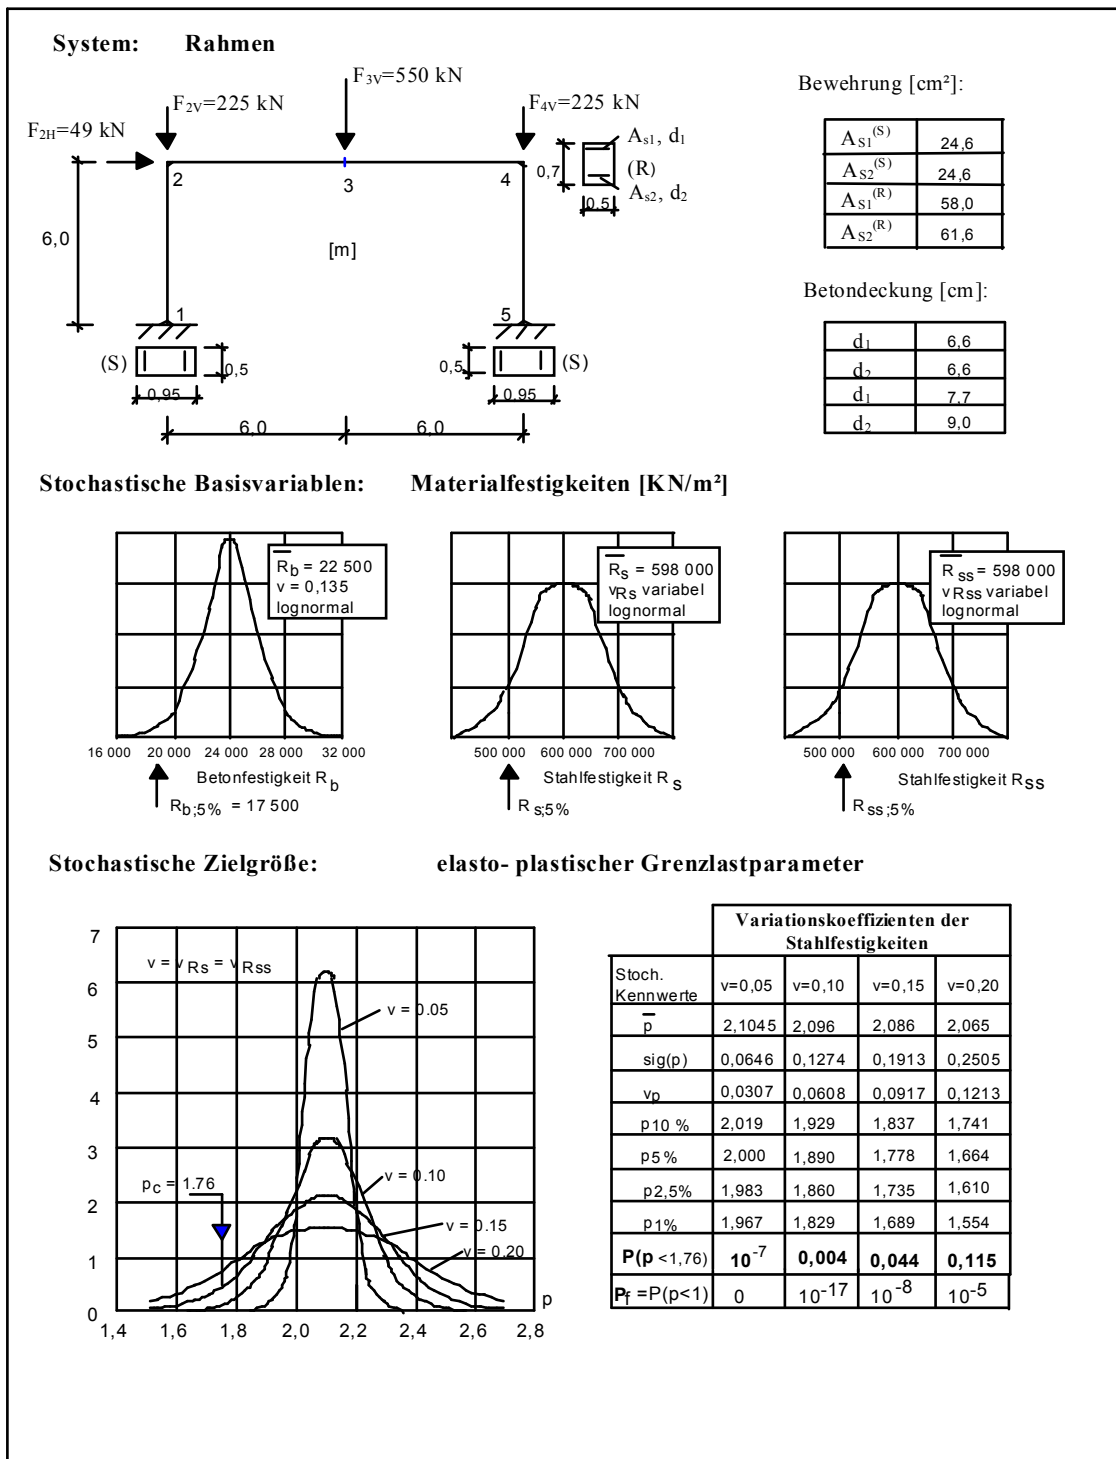 System: Rahmen
F3V=550 kN
F2V=225 kN
F4V=225 kN
F2H=49 kN
2
3
4
0,7
As1, d1
(R)
As2, d2
0,5
6,0
[m]
1
5
(S)
0,5
0,95
0,5
(S)
0,95
6,0
6,0
Bewehrung [cm²]:
AS1(S) 24,6
AS2(S) 24,6
AS1(R) 58,0
AS2(R) 61,6
Betondeckung [cm]:
d1 6,6
d2 6,6
d1 7,7
d2 9,0
Stochastische Basisvariablen: Materialfestigkeiten [KN/m²]
Rb = 22 500
v = 0,135
lognormal
16 000 20 000 24 000 28 000 32 000
Betonfestigkeit Rb
Rb;5% = 17 500
Rs = 598 000
vRs variabel
lognormal
500 000 600 000 700 000
Stahlfestigkeit Rs
Rs;5%
Rss = 598 000
vRss variabel
lognormal
500 000 600 000 700 000
Stahlfestigkeit Rss
Rss;5%
Stochastische Zielgröße: elasto- plastischer Grenzlastparameter
7
6
5
4
3
2
1
0
v = vRs = vRss
v = 0.05
v = 0.10
v = 0.15
v = 0.20
pc = 1.76
p
1,4 1,6 1,8 2,0 2,2 2,6 2,8
Variationskoeffizienten der
Stahlfestigkeiten
Stoch.
Kennwerte v=0,05 v=0,10 v=0,15 v=0,20
p 2,1045 2,096 2,086 2,065
sig(p) 0,0646 0,1274 0,1913 0,2505
vp 0,0307 0,0608 0,0917 0,1213
p10 % 2,019 1,929 1,837 1,741
p5% 2,000 1,890 1,778 1,664
p2,5% 1,983 1,860 1,735 1,610
p1% 1,967 1,829 1,689 1,554
P(p <1,76) 10-7 0,004 0,044 0,115
Pf =P(p<1) 0 10-17 10-8 10-5